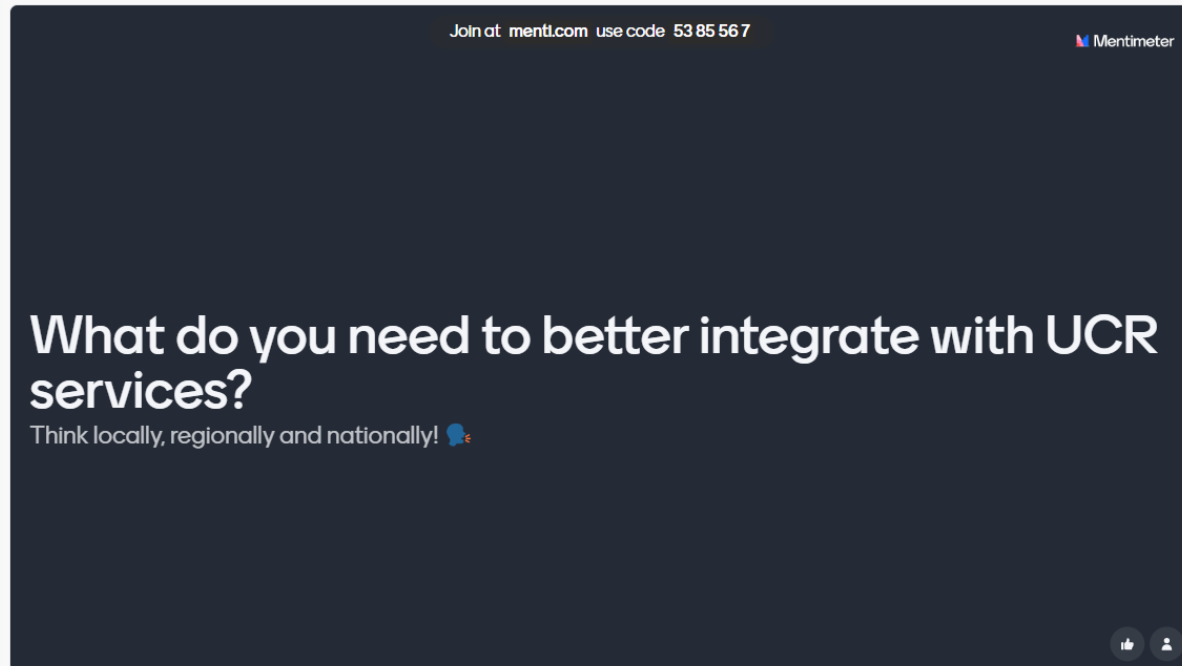 Join at menti.com use code 53 85 56 7
Mentimeter
What do you need to better integrate with UCR
services?
Think locally, regionally and nationally! 🗣️